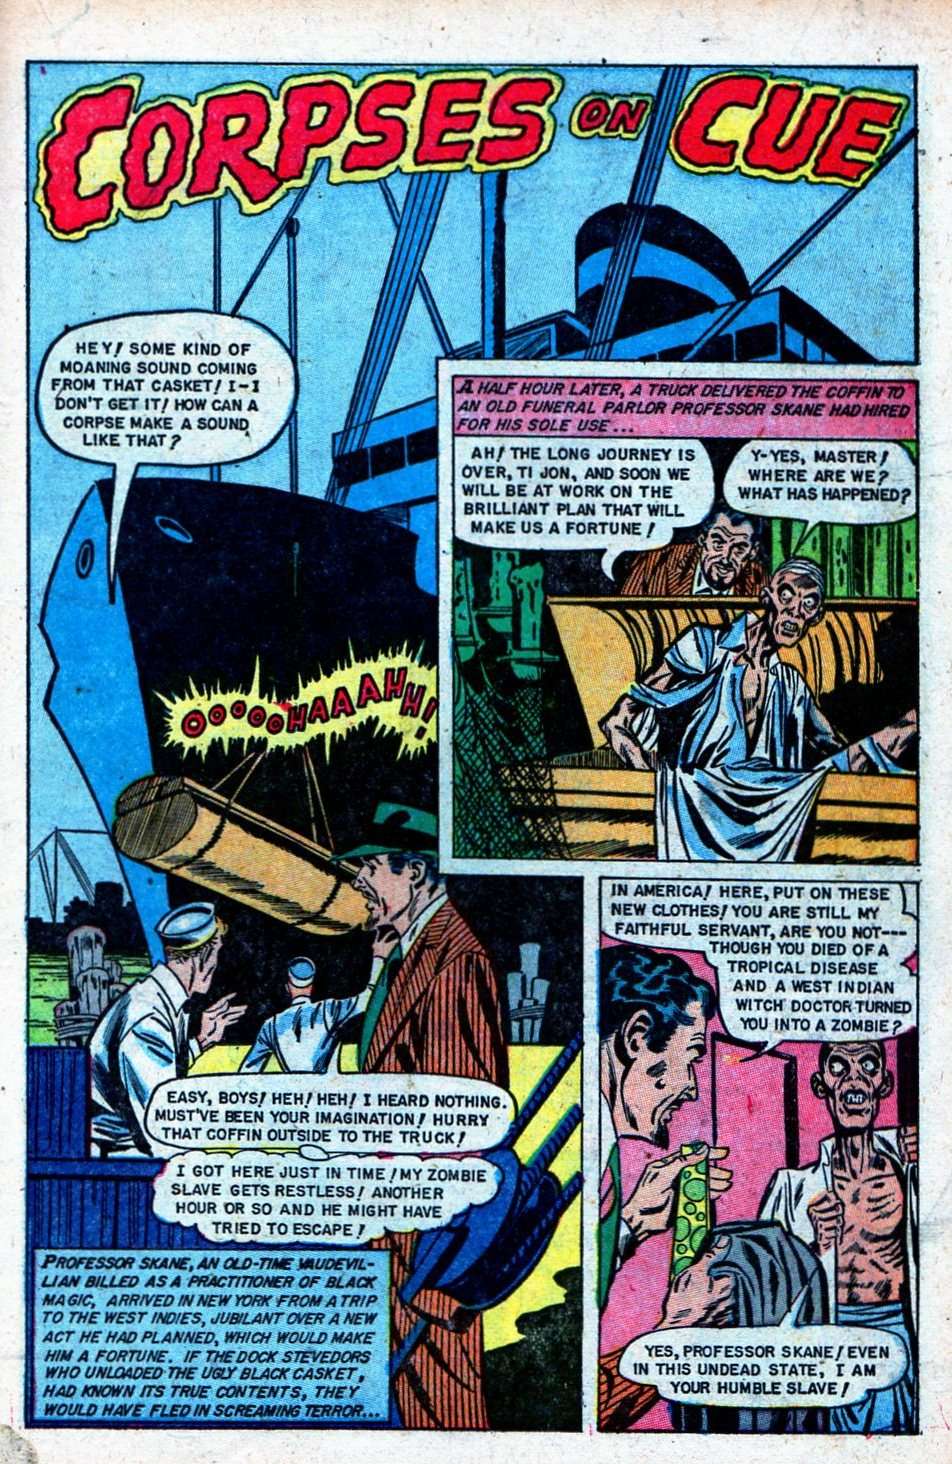 CORPSES ON CUE
HEY! SOME KIND OF
MOANING SOUND COMING
FROM THAT CASKET! I-I
DON'T GET IT! HOW CAN A
CORPSE MAKE A SOUND
LIKE THAT?
OOOOOHAAAAHH!
EASY, BOYS! HEH! HEH! I HEARD NOTHING.
MUST'VE BEEN YOUR IMAGINATION! HURRY
THAT COFFIN OUTSIDE TO THE TRUCK!
I GOT HERE JUST IN TIME! MY ZOMBIE
SLAVE GETS RESTLESS! ANOTHER
HOUR OR SO AND HE MIGHT HAVE
TRIED TO ESCAPE!
PROFESSOR SKANE, AN OLD-TIME VAUDEVIL-
LIAN BILLED AS A PRACTITIONER OF BLACK
MAGIC, ARRIVED IN NEW YORK FROM A TRIP
TO THE WEST INDIES, JUBILANT OVER A NEW
ACT HE HAD PLANNED, WHICH WOULD MAKE
HIM A FORTUNE. IF THE DOCK STEVEDORS
WHO UNLOADED THE UGLY BLACK CASKET,
HAD KNOWN ITS TRUE CONTENTS, THEY
WOULD HAVE FLED IN SCREAMING TERROR...
A HALF HOUR LATER, A TRUCK DELIVERED THE COFFIN TO
AN OLD FUNERAL PARLOR PROFESSOR SKANE HAD HIRED
FOR HIS SOLE USE...
AH! THE LONG JOURNEY IS
OVER, TI JON, AND SOON WE
WILL BE AT WORK ON THE
BRILLIANT PLAN THAT WILL
MAKE US A FORTUNE!
Y-YES, MASTER!
WHERE ARE WE?
WHAT HAS HAPPENED?
IN AMERICA! HERE, PUT ON THESE
NEW CLOTHES! YOU ARE STILL MY
FAITHFUL SERVANT, ARE YOU NOT---
THOUGH YOU DIED OF A
TROPICAL DISEASE
AND A WEST INDIAN
WITCH DOCTOR TURNED
YOU INTO A ZOMBIE?
YES, PROFESSOR SKANE! EVEN
IN THIS UNDEAD STATE, I AM
YOUR HUMBLE SLAVE!